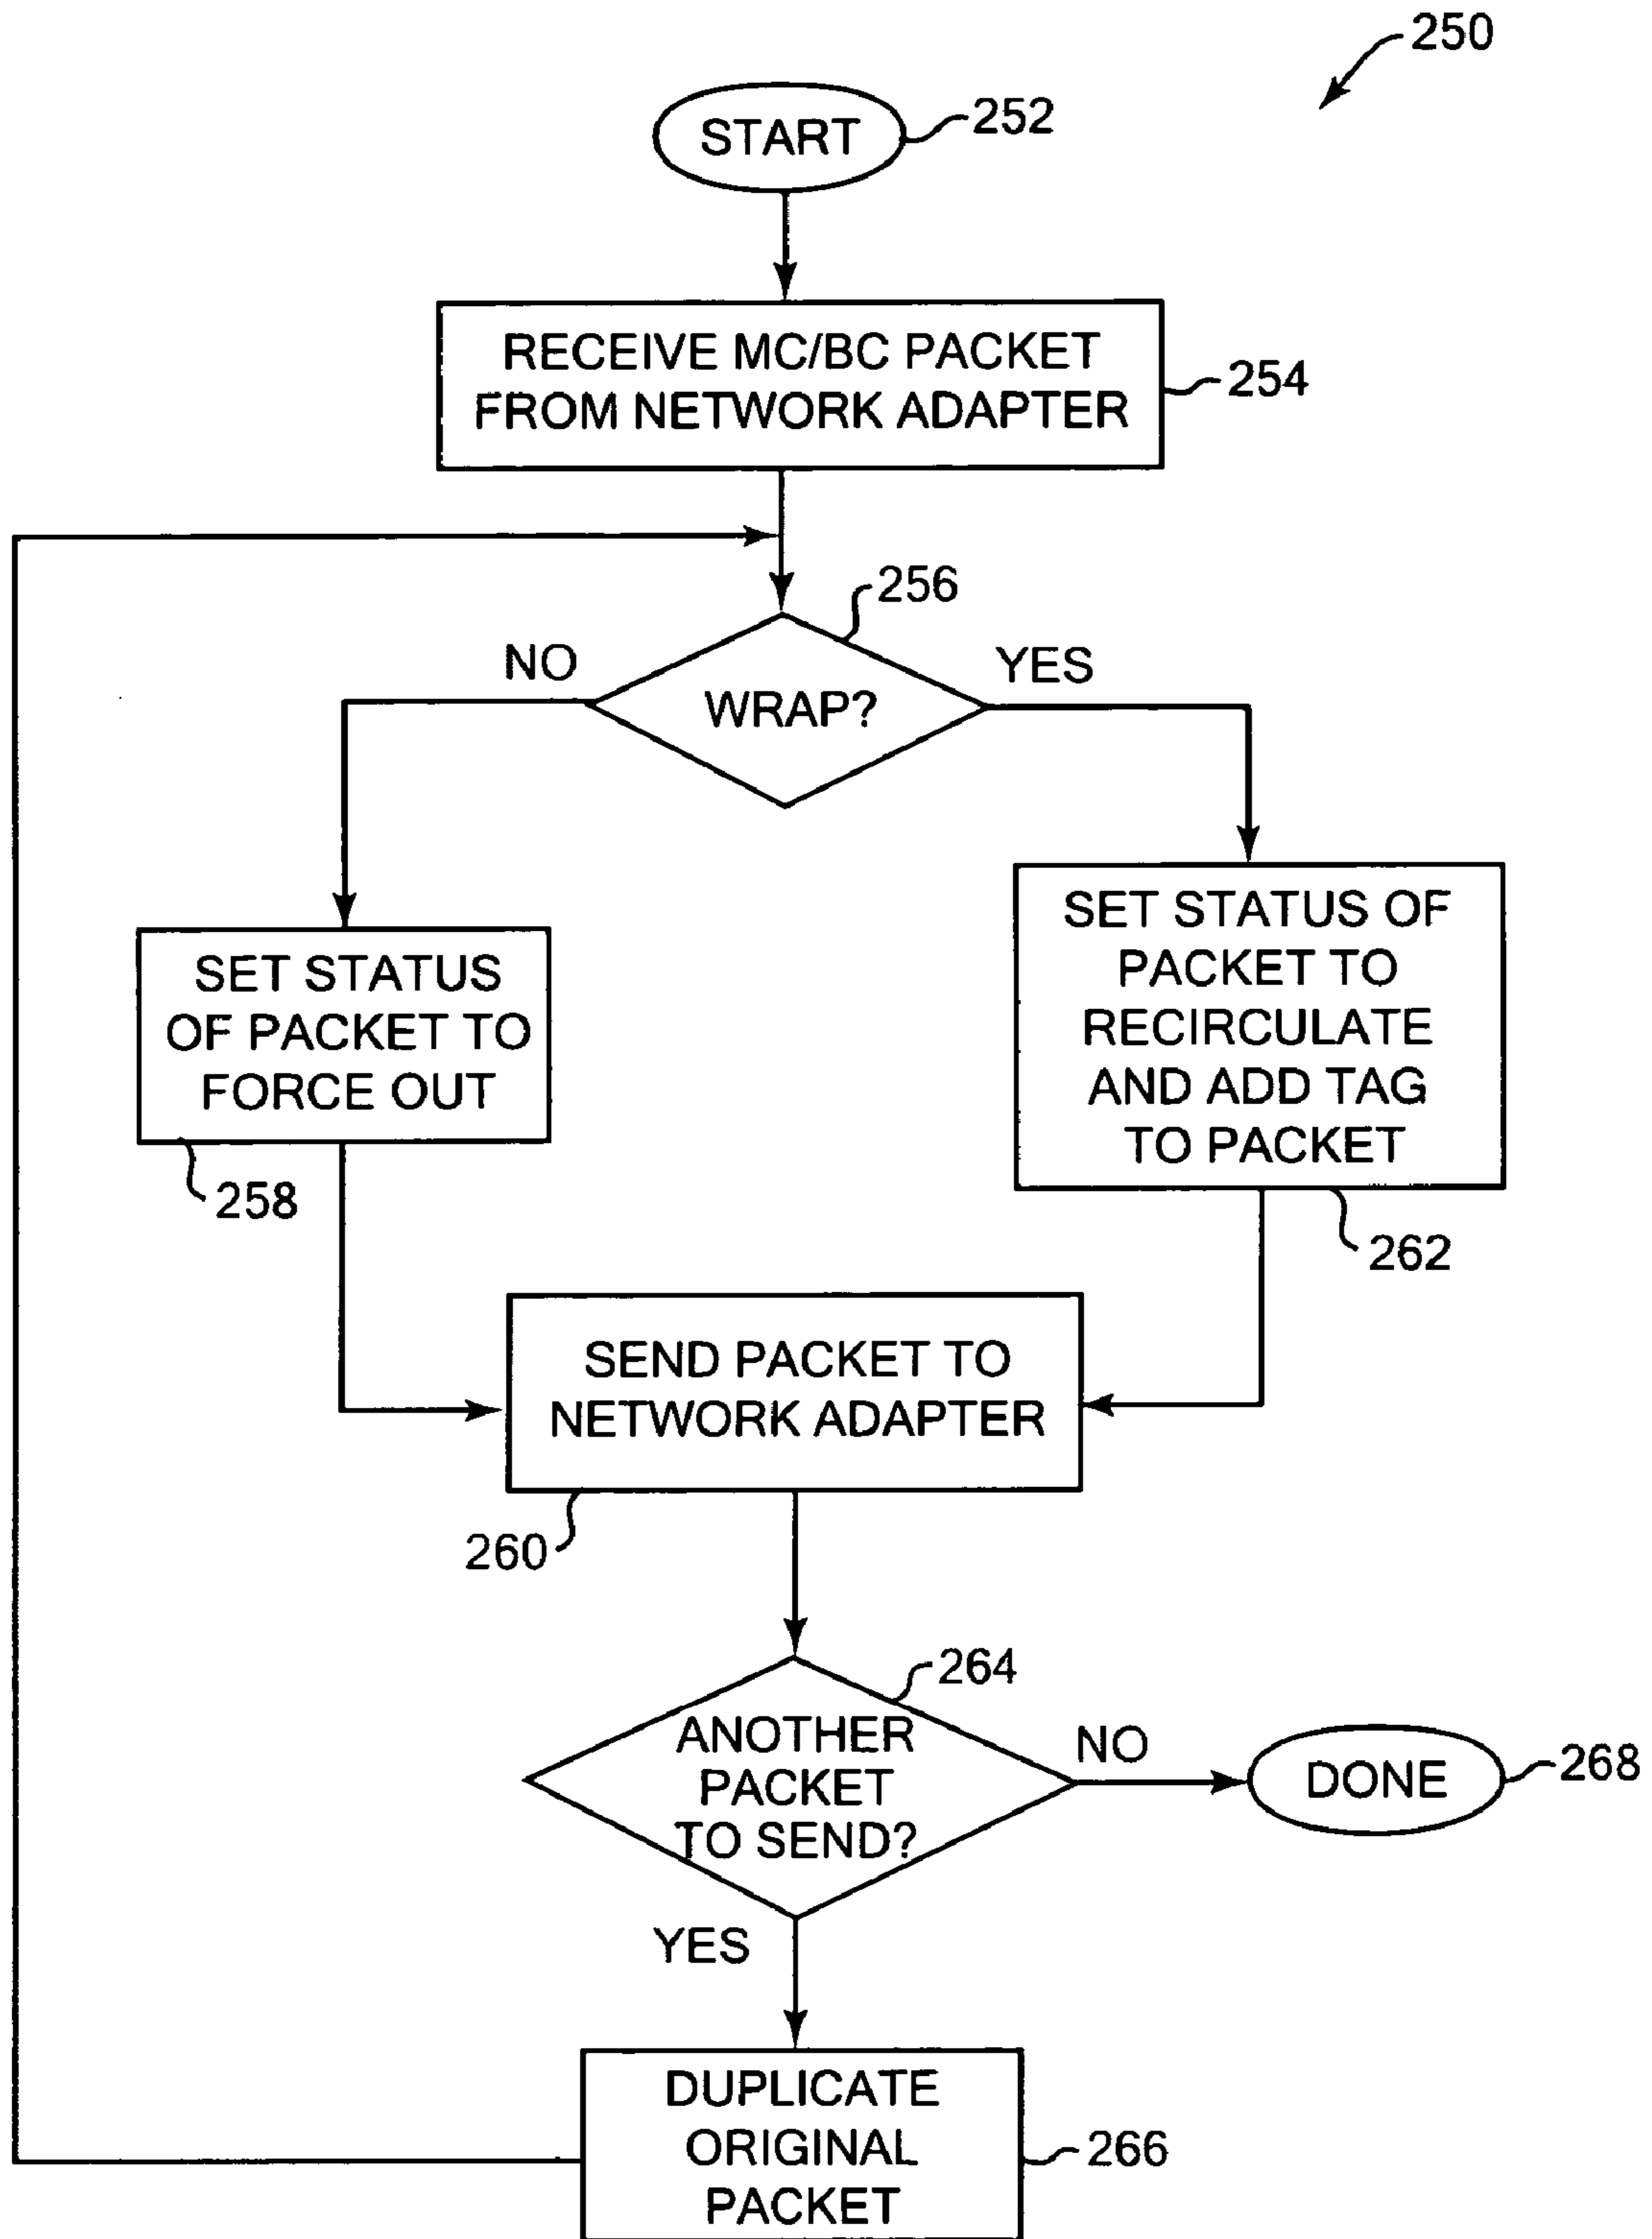 250
START
252
RECEIVE MC/BC PACKET
FROM NETWORK ADAPTER
254
256
NO
YES
WRAP?
SET STATUS
OF PACKET TO
FORCE OUT
258
SET STATUS OF
PACKET TO
RECIRCULATE
AND ADD TAG
TO PACKET
262
SEND PACKET TO
NETWORK ADAPTER
260
264
ANOTHER
PACKET
TO SEND?
NO
DONE
268
YES
DUPLICATE
ORIGINAL
PACKET
266